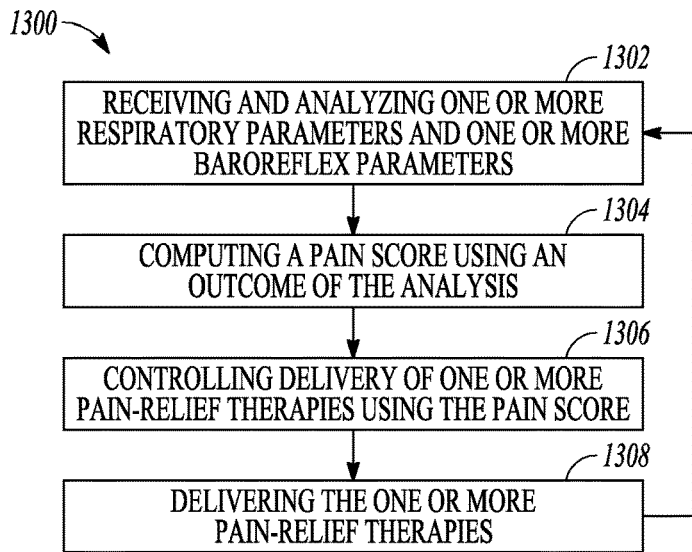 1300
1302
RECEIVING AND ANALYZING ONE OR MORE
RESPIRATORY PARAMETERS AND ONE OR MORE
BAROREFLEX PARAMETERS
1304
COMPUTING A PAIN SCORE USING AN
OUTCOME OF THE ANALYSIS
1306
CONTROLLING DELIVERY OF ONE OR MORE
PAIN-RELIEF THERAPIES USING THE PAIN SCORE
1308
DELIVERING THE ONE OR MORE
PAIN-RELIEF THERAPIES